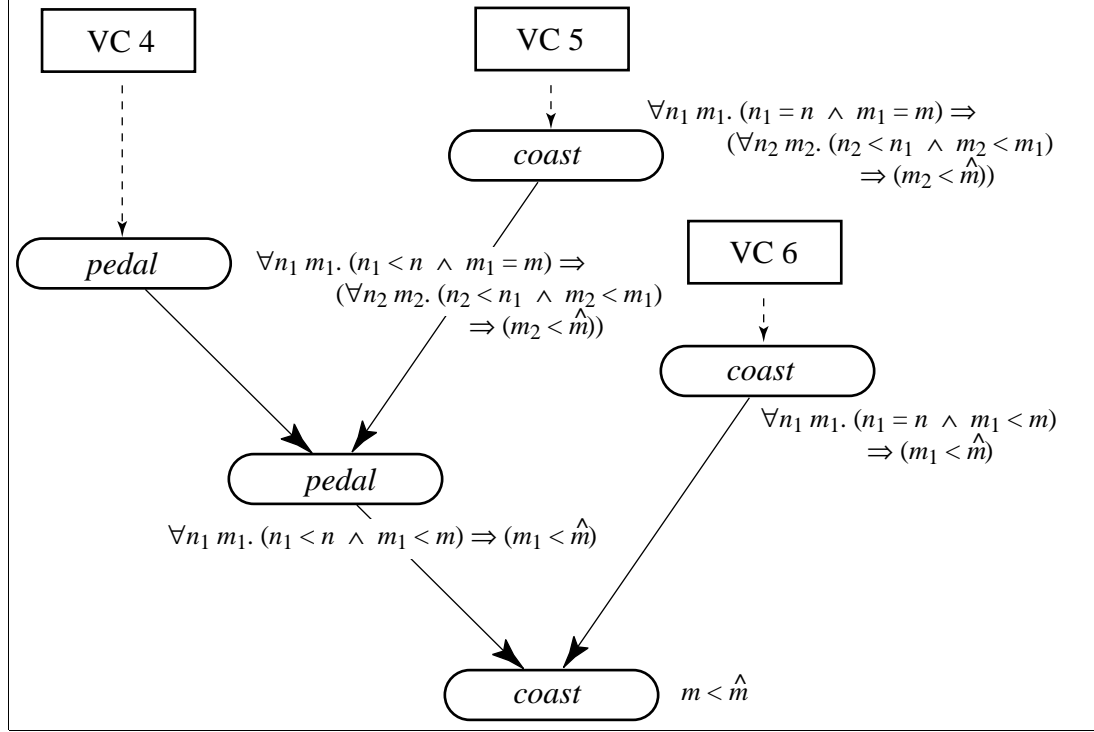 VC 4
VC 5
∀n₁ m₁. (n₁ = n ∧ m₁ = m) ⇒
(∀n₂ m₂. (n₂ < n₁ ∧ m₂ < m₁)
⇒ (m₂ < m̂))
coast
VC 6
pedal
∀n₁ m₁. (n₁ < n ∧ m₁ = m) ⇒
(∀n₂ m₂. (n₂ < n₁ ∧ m₂ < m₁)
⇒ (m₂ < m̂))
coast
∀n₁ m₁. (n₁ = n ∧ m₁ < m)
⇒ (m₁ < m̂)
pedal
∀n₁ m₁. (n₁ < n ∧ m₁ < m) ⇒ (m₁ < m̂)
coast
m < m̂